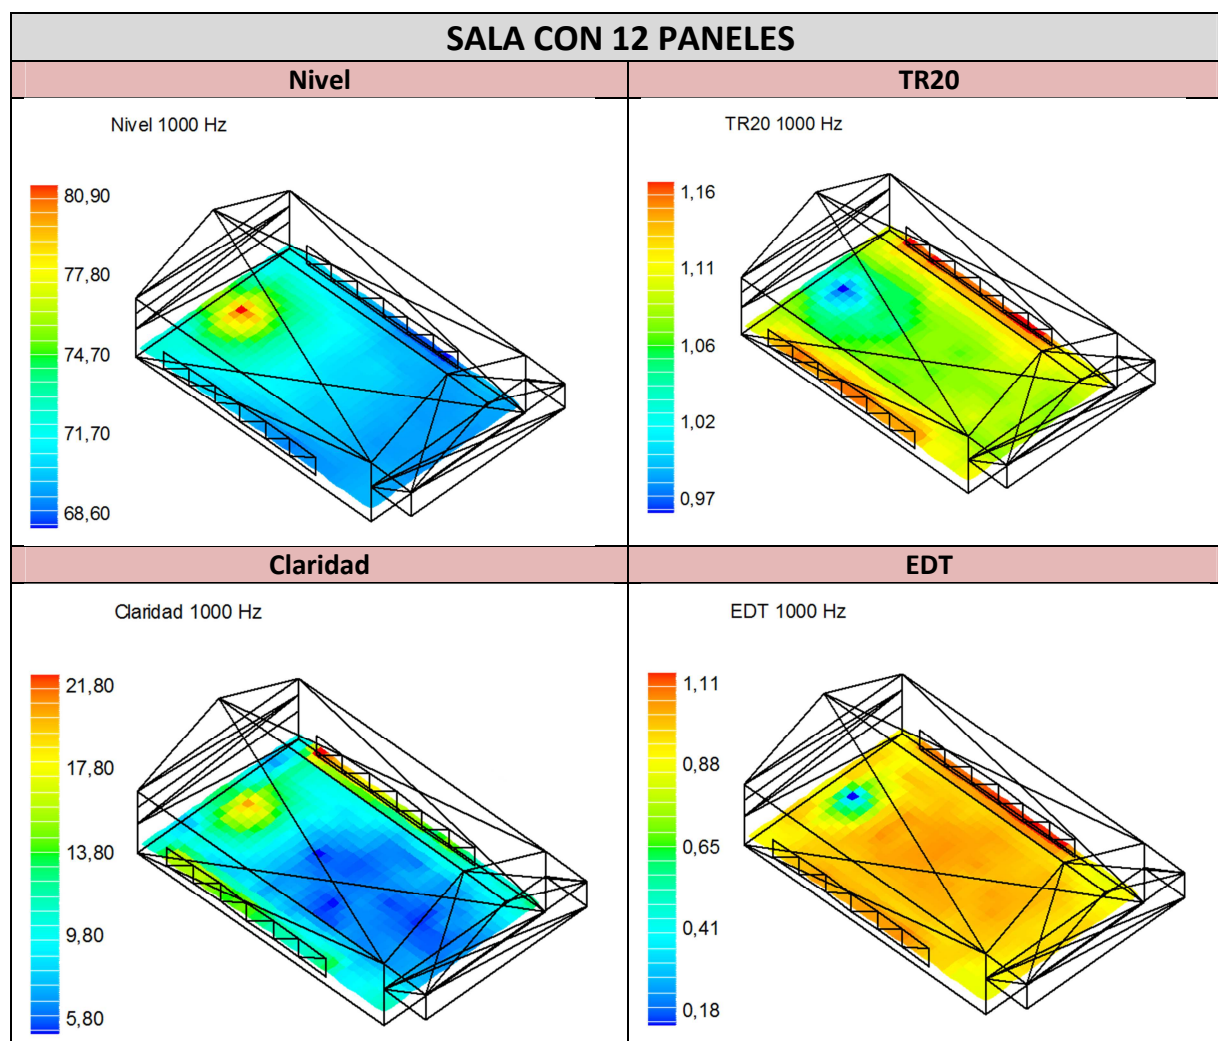 SALA CON 12 PANELES
Nivel
TR20
Nivel 1000 Hz
80,90
77,80
74,70
71,70
68,60
TR20 1000 Hz
1,16
1,11
1,06
1,02
0,97
Claridad
EDT
Claridad 1000 Hz
21,80
17,80
13,80
9,80
5,80
EDT 1000 Hz
1,11
0,88
0,65
0,41
0,18